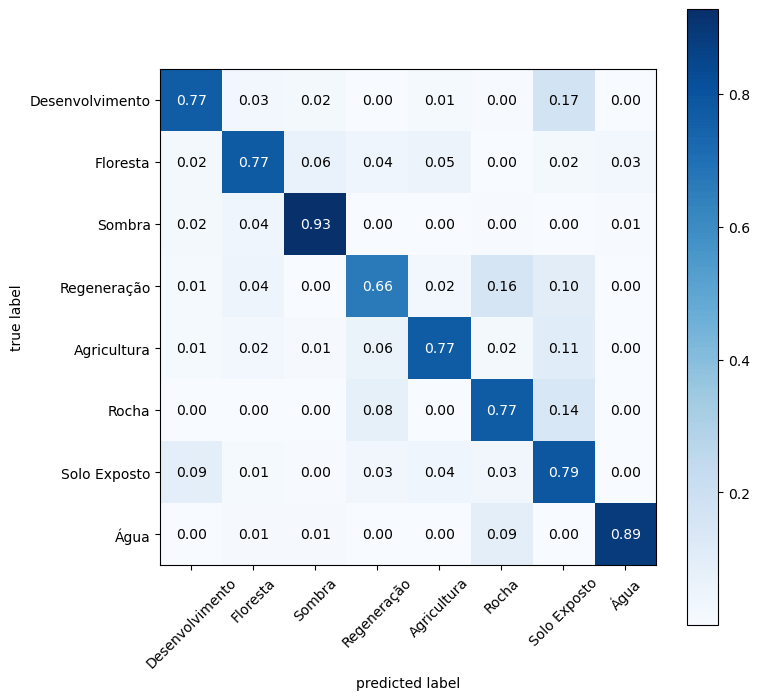 Desenvolvimento 0.77 0.03 0.02 0.00 0.01 0.00 0.17 0.00
Floresta 0.02 0.77 0.06 0.04 0.05 0.00 0.02 0.03
Sombra 0.02 0.04 0.93 0.00 0.00 0.00 0.00 0.01
Regeneração 0.01 0.04 0.00 0.66 0.02 0.16 0.10 0.00
Agricultura 0.01 0.02 0.01 0.06 0.77 0.02 0.11 0.00
Rocha 0.00 0.00 0.00 0.08 0.00 0.77 0.14 0.00
Solo Exposto 0.09 0.01 0.00 0.03 0.04 0.03 0.79 0.00
Água 0.00 0.01 0.01 0.00 0.00 0.09 0.00 0.89
true label
Desenvolvimento Floresta Sombra Regeneração Agricultura Rocha Solo Exposto Água
predicted label
0.8
0.6
0.4
0.2